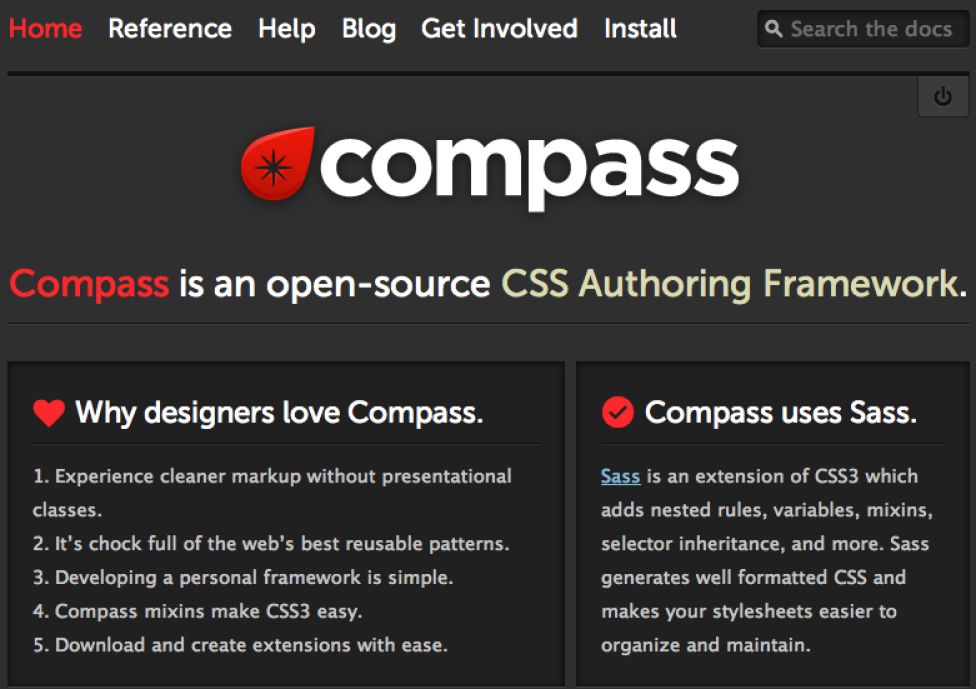 Home Reference Help Blog Get Involved Install Search the docs
compass
Compass is an open-source CSS Authoring Framework.
Why designers love Compass.
1. Experience cleaner markup without presentational
classes.
2. It's chock full of the web's best reusable patterns.
3. Developing a personal framework is simple.
4. Compass mixins make CSS3 easy.
5. Download and create extensions with ease.
Compass uses Sass.
Sass is an extension of CSS3 which
adds nested rules, variables, mixins,
selector inheritance, and more. Sass
generates well formatted CSS and
makes your stylesheets easier to
organize and maintain.